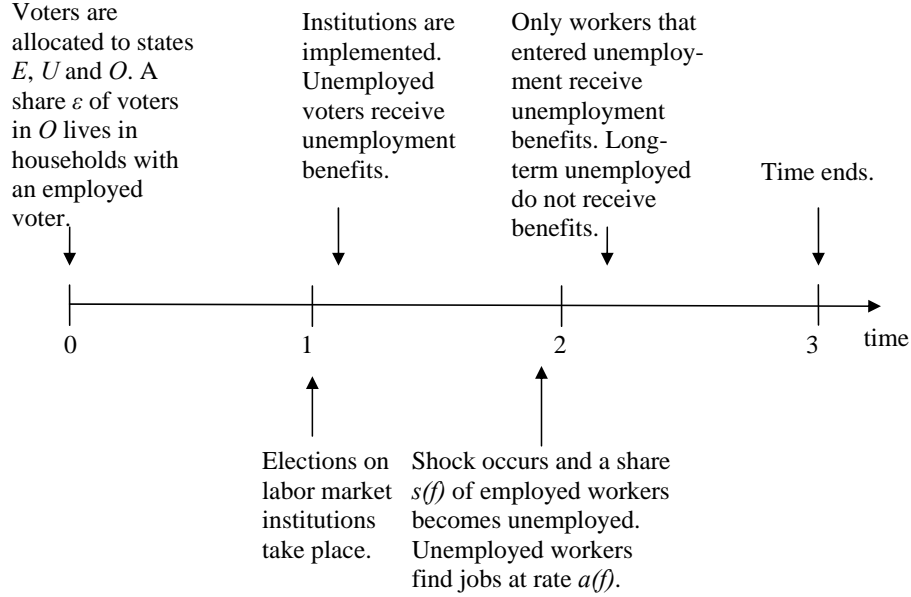 Voters are
allocated to states
E, U and O. A
share ε of voters
in O lives in
households with
an employed
voter.
Institutions are
implemented.
Unemployed
voters receive
unemployment
benefits.
Only workers that
entered unemploy-
ment receive
unemployment
benefits. Long-
term unemployed
do not receive
benefits.
Time ends.
0
1
2
3
time
Elections on
labor market
institutions
take place.
Shock occurs and a share
s(f) of employed workers
becomes unemployed.
Unemployed workers
find jobs at rate a(f).